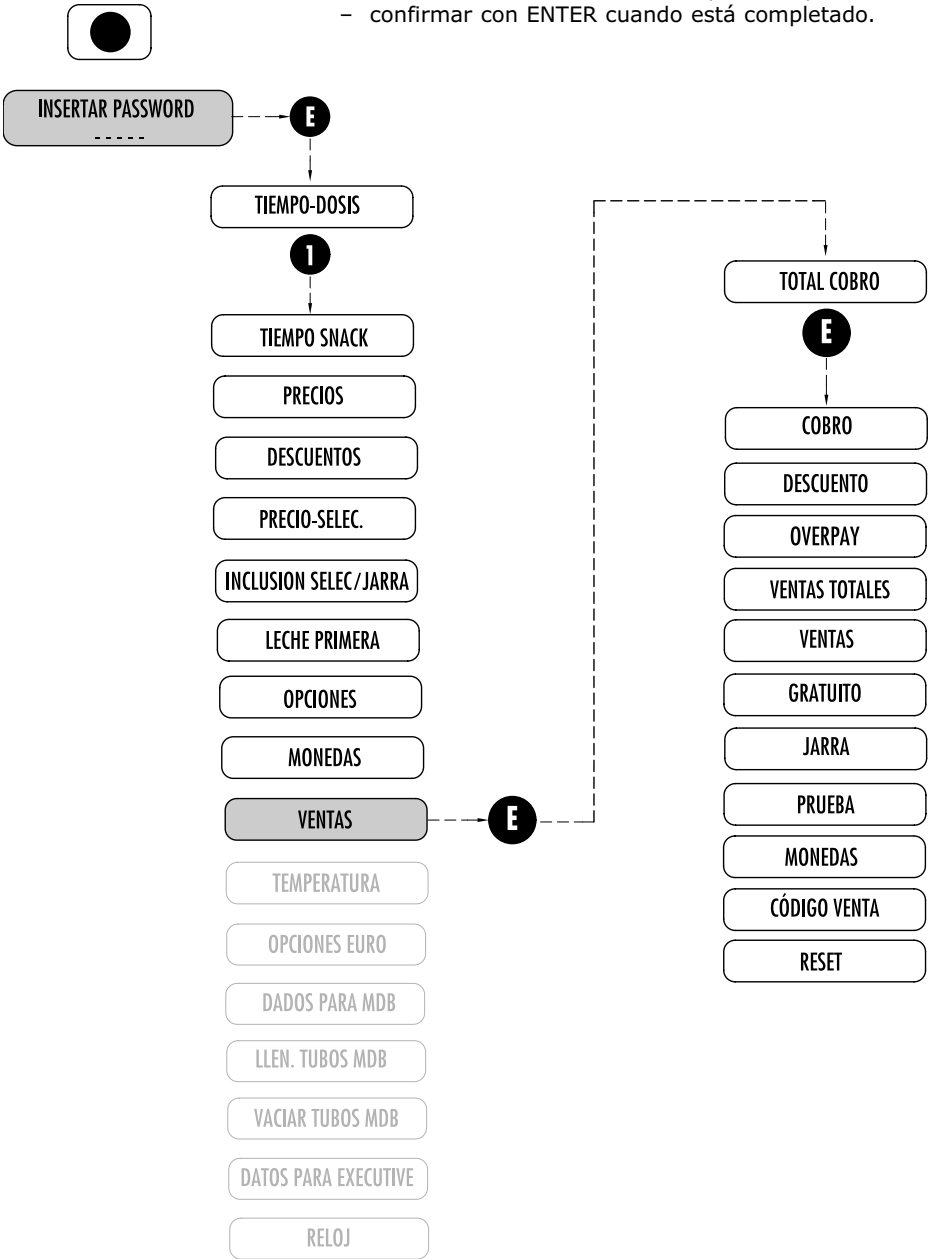 – confirmar con ENTER cuando está completado.
INSERTAR PASSWORD
- - - - -
E
TIEMPO-DOSIS
1
TIEMPO SNACK
PRECIOS
DESCUENTOS
PRECIO-SELEC.
INCLUSION SELEC/JARRA
LECHE PRIMERA
OPCIONES
MONEDAS
VENTAS
E
TEMPERATURA
OPCIONES EURO
DADOS PARA MDB
LLEN. TUBOS MDB
VACIAR TUBOS MDB
DATOS PARA EXECUTIVE
RELOJ
TOTAL COBRO
E
COBRO
DESCUENTO
OVERPAY
VENTAS TOTALES
VENTAS
GRATUITO
JARRA
PRUEBA
MONEDAS
CÓDIGO VENTA
RESET